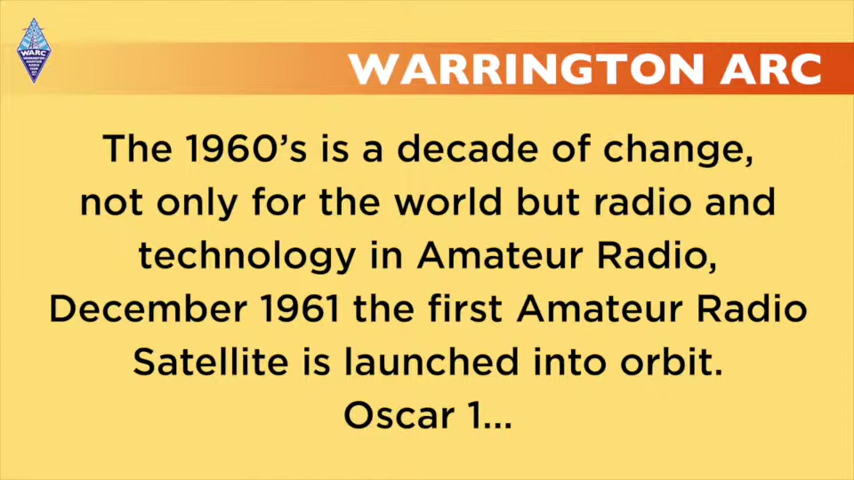 WARC
WARRINGTON ARC
The 1960’s is a decade of change,
not only for the world but radio and
technology in Amateur Radio,
December 1961 the first Amateur Radio
Satellite is launched into orbit.
Oscar 1...